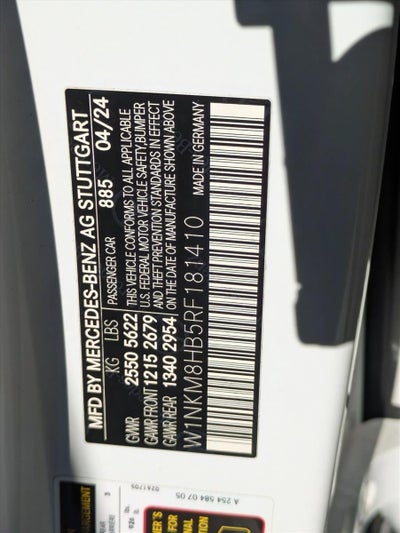 MFD BY MERCEDES-BENZ AG STUTTGART
KG LBS PASSENGER CAR 885 04/24
GVWR 2550 5622 THIS VEHICLE CONFORMS TO ALL APPLICABLE
GAWR FRONT 1215 2679 U.S. FEDERAL MOTOR VEHICLE SAFETY, BUMPER
GAWR REAR 1340 2954 AND THEFT PREVENTION STANDARDS IN EFFECT
ON THE DATE OF MANUFACTURE SHOWN ABOVE
W1NKM8HB5RF181410 MADE IN GERMANY
A 254 584 07 05